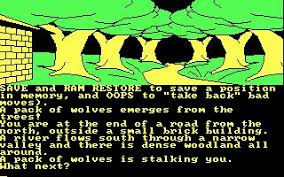 SAVE and RAM RESTORE to save a position
in memory, and OOPS to "take back" bad
moves).
A pack of wolves emerges from the
trees!
You are at the end of a road from the
north, outside a small brick building.
A river flows south through a narrow
valley and there is dense woodland all
around.
A pack of wolves is stalking you.
What next?